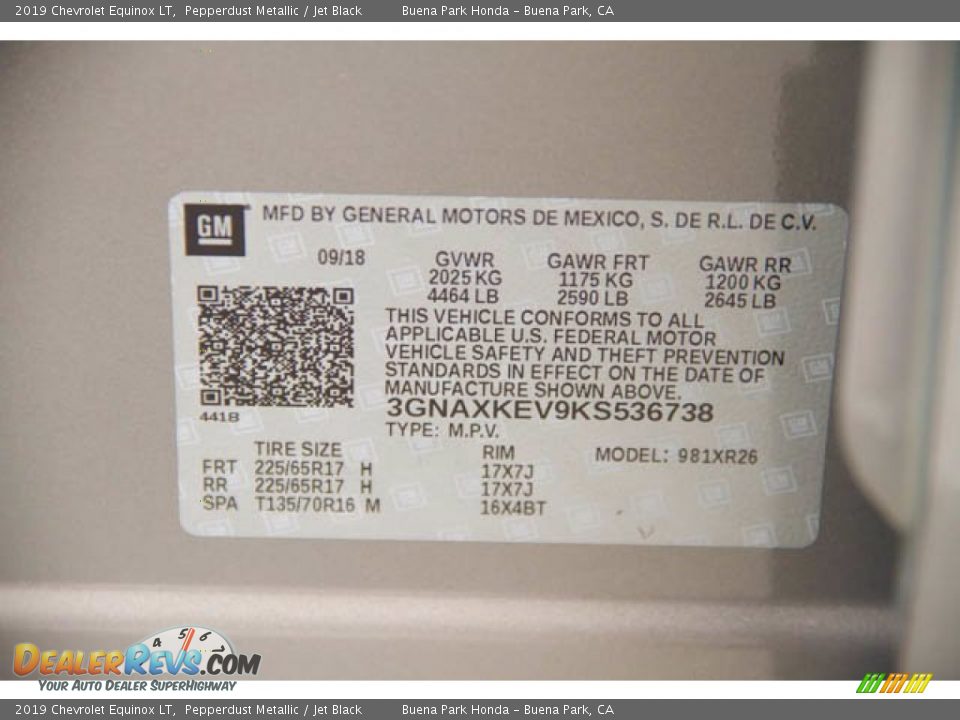 2019 Chevrolet Equinox LT, Pepperdust Metallic / Jet Black Buena Park Honda – Buena Park, CA
GM MFD BY GENERAL MOTORS DE MEXICO, S. DE R.L. DE C.V.
09/18 GVWR GAWR FRT GAWR RR
2025 KG 1175 KG 1200 KG
4464 LB 2590 LB 2645 LB
THIS VEHICLE CONFORMS TO ALL
APPLICABLE U.S. FEDERAL MOTOR
VEHICLE SAFETY AND THEFT PREVENTION
STANDARDS IN EFFECT ON THE DATE OF
MANUFACTURE SHOWN ABOVE.
3GNAXKEV9KS536738
441B
TYPE: M.P.V.
TIRE SIZE RIM MODEL: 981XR26
FRT 225/65R17 H 17X7J
RR 225/65R17 H 17X7J
SPA T135/70R16 M 16X4BT
4 5 6
DEALERREVS.COM
YOUR AUTO DEALER SUPERHIGHWAY
2019 Chevrolet Equinox LT, Pepperdust Metallic / Jet Black Buena Park Honda – Buena Park, CA